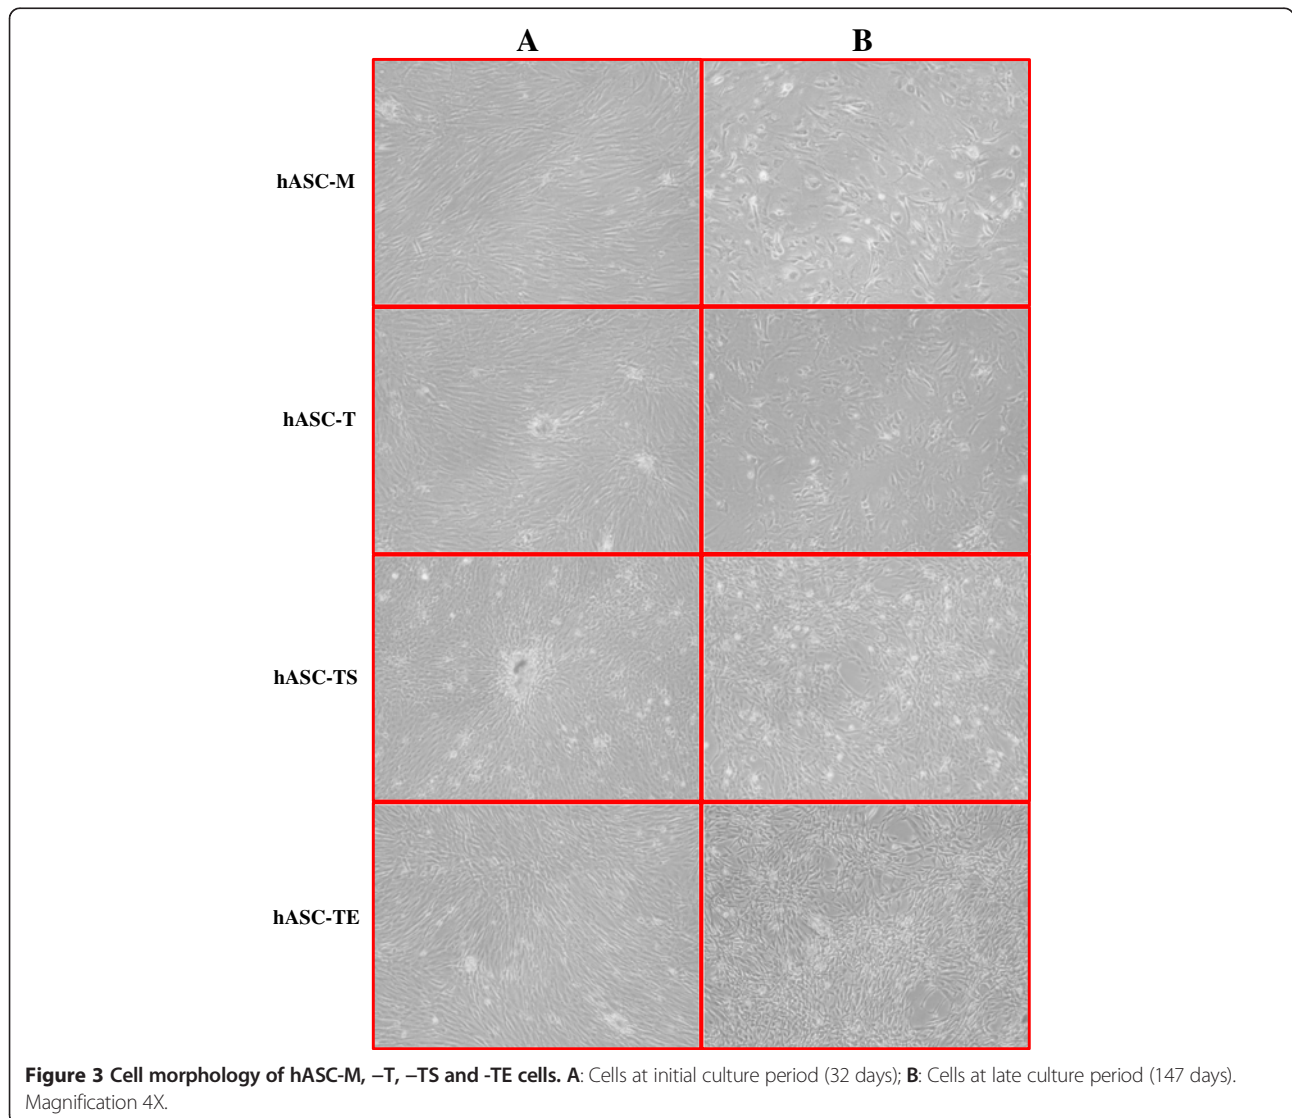 A B
hASC-M
hASC-T
hASC-TS
hASC-TE
Figure 3 Cell morphology of hASC-M, −T, −TS and -TE cells. A: Cells at initial culture period (32 days); B: Cells at late culture period (147 days).
Magnification 4X.